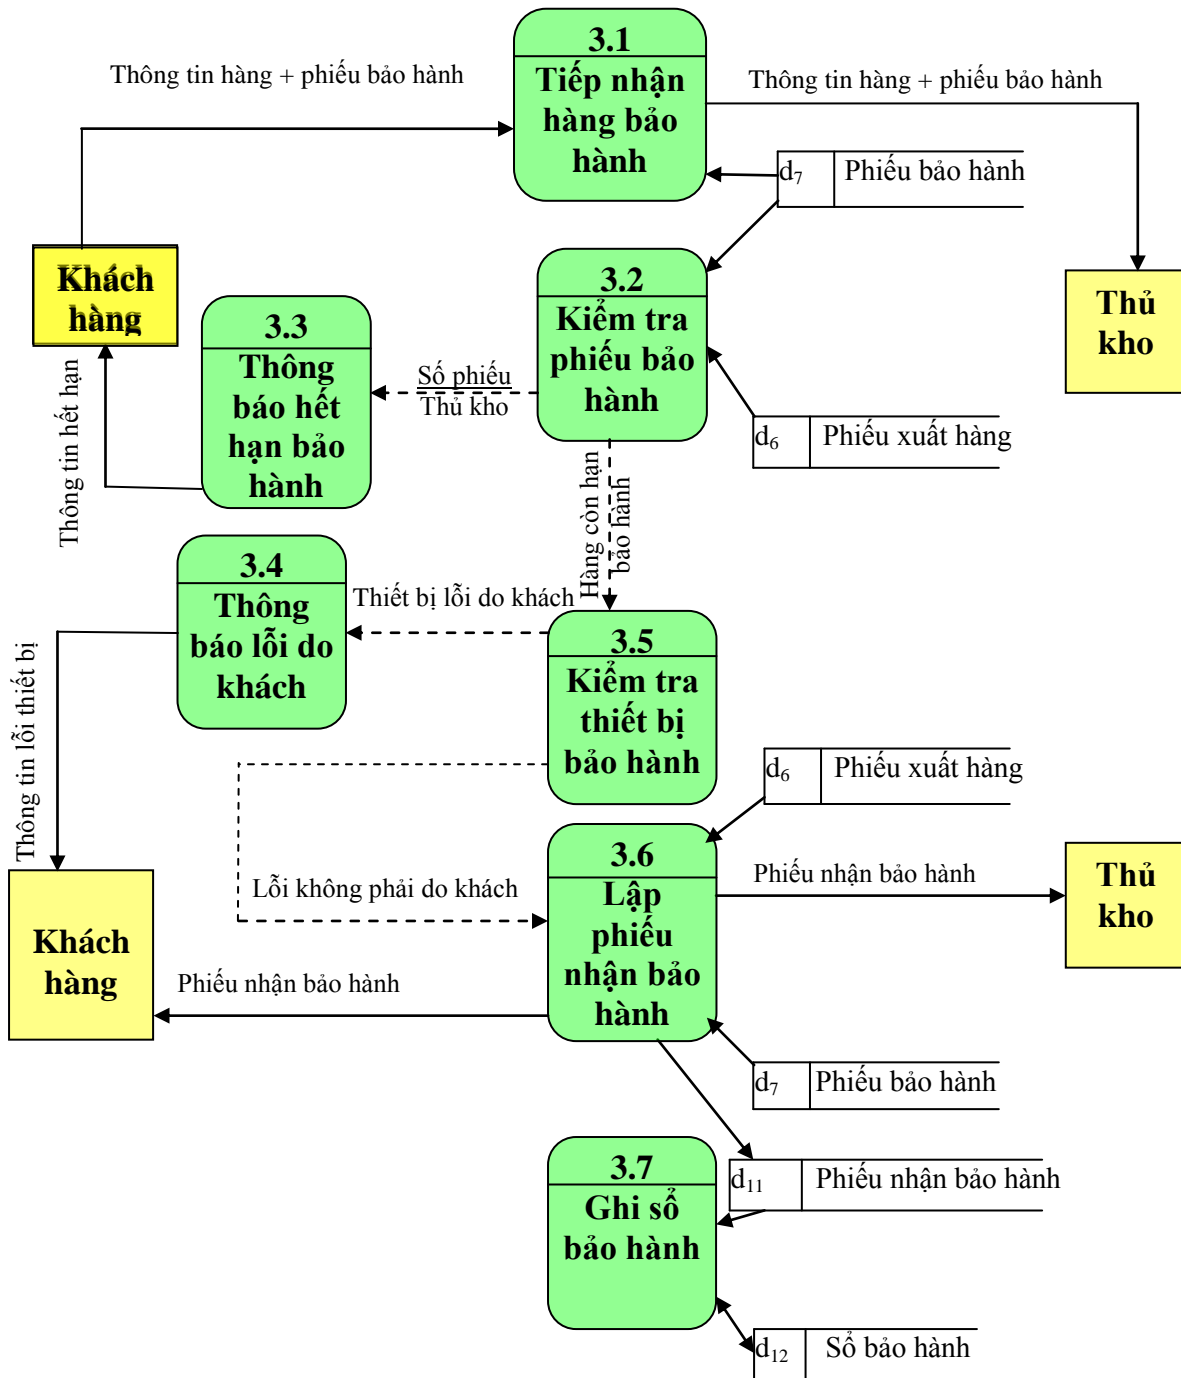 3.1
Tiếp nhận
hàng bảo
hành
Thông tin hàng + phiếu bảo hành
Thông tin hàng + phiếu bảo hành
d7 Phiếu bảo hành
Khách
hàng
3.2
Kiểm tra
phiếu bảo
hành
Thủ
kho
3.3
Thông
báo hết
hạn bảo
hành
Số phiếu
Thủ kho
d6 Phiếu xuất hàng
Thông tin hết hạn
Hàng còn hạn
bảo hành
3.4
Thông
báo lỗi do
khách
Thiết bị lỗi do khách
3.5
Kiểm tra
thiết bị
bảo hành
Thông tin lỗi thiết bị
d6 Phiếu xuất hàng
3.6
Lập
phiếu
nhận bảo
hành
Phiếu nhận bảo hành
Thủ
kho
Lỗi không phải do khách
Khách
hàng
Phiếu nhận bảo hành
d7 Phiếu bảo hành
3.7
Ghi sổ
bảo hành
d11 Phiếu nhận bảo hành
d12 Sổ bảo hành